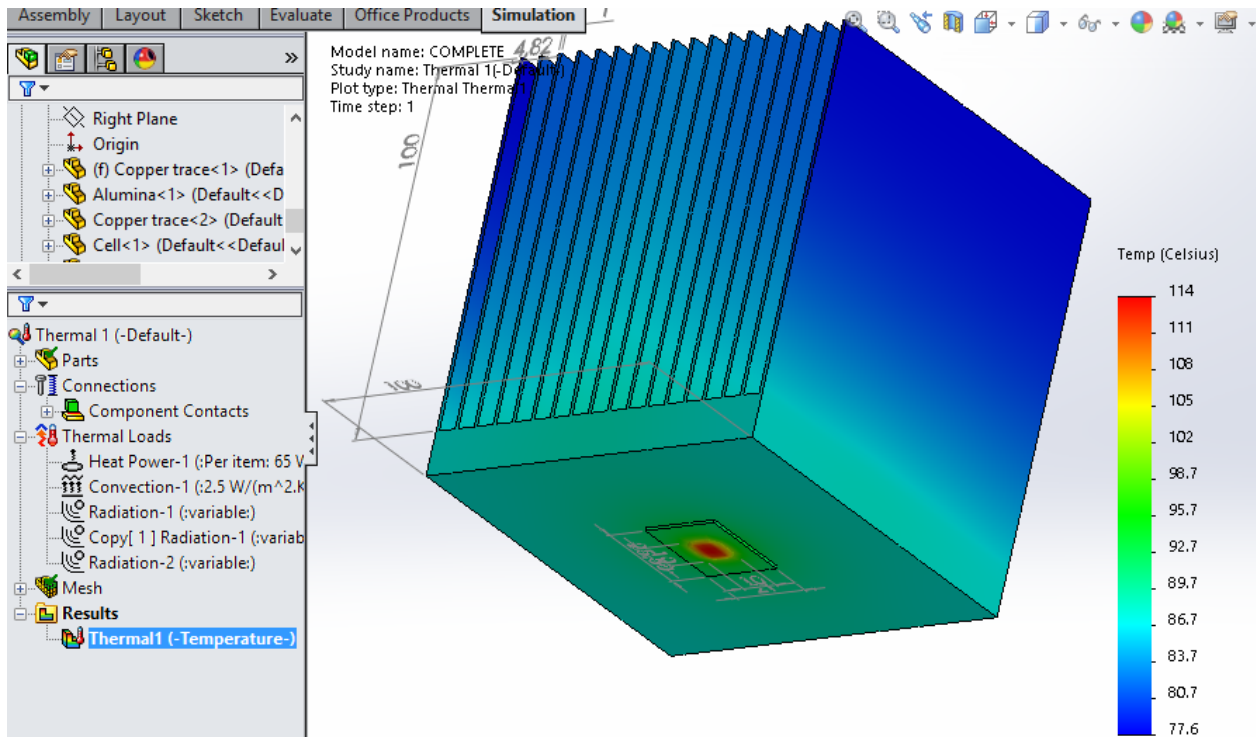 Assembly Layout Sketch Evaluate Office Products Simulation
Model name: COMPLETE
Study name: Thermal 1(-Default-)
Plot type: Thermal Thermal1
Time step: 1
4,82
100
100
Right Plane
Origin
(f) Copper trace<1> (Defa
Alumina<1> (Default<<D
Copper trace<2> (Default
Cell<1> (Default<<Defaul
Thermal 1 (-Default-)
Parts
Connections
Component Contacts
Thermal Loads
Heat Power-1 (:Per item: 65 W
Convection-1 (:2.5 W/(m^2.K
Radiation-1 (:variable:)
Copy[ 1 ] Radiation-1 (:variab
Radiation-2 (:variable:)
Mesh
Results
Thermal1 (-Temperature-)
Temp (Celsius)
114
111
108
105
102
98.7
95.7
92.7
89.7
86.7
83.7
80.7
77.6